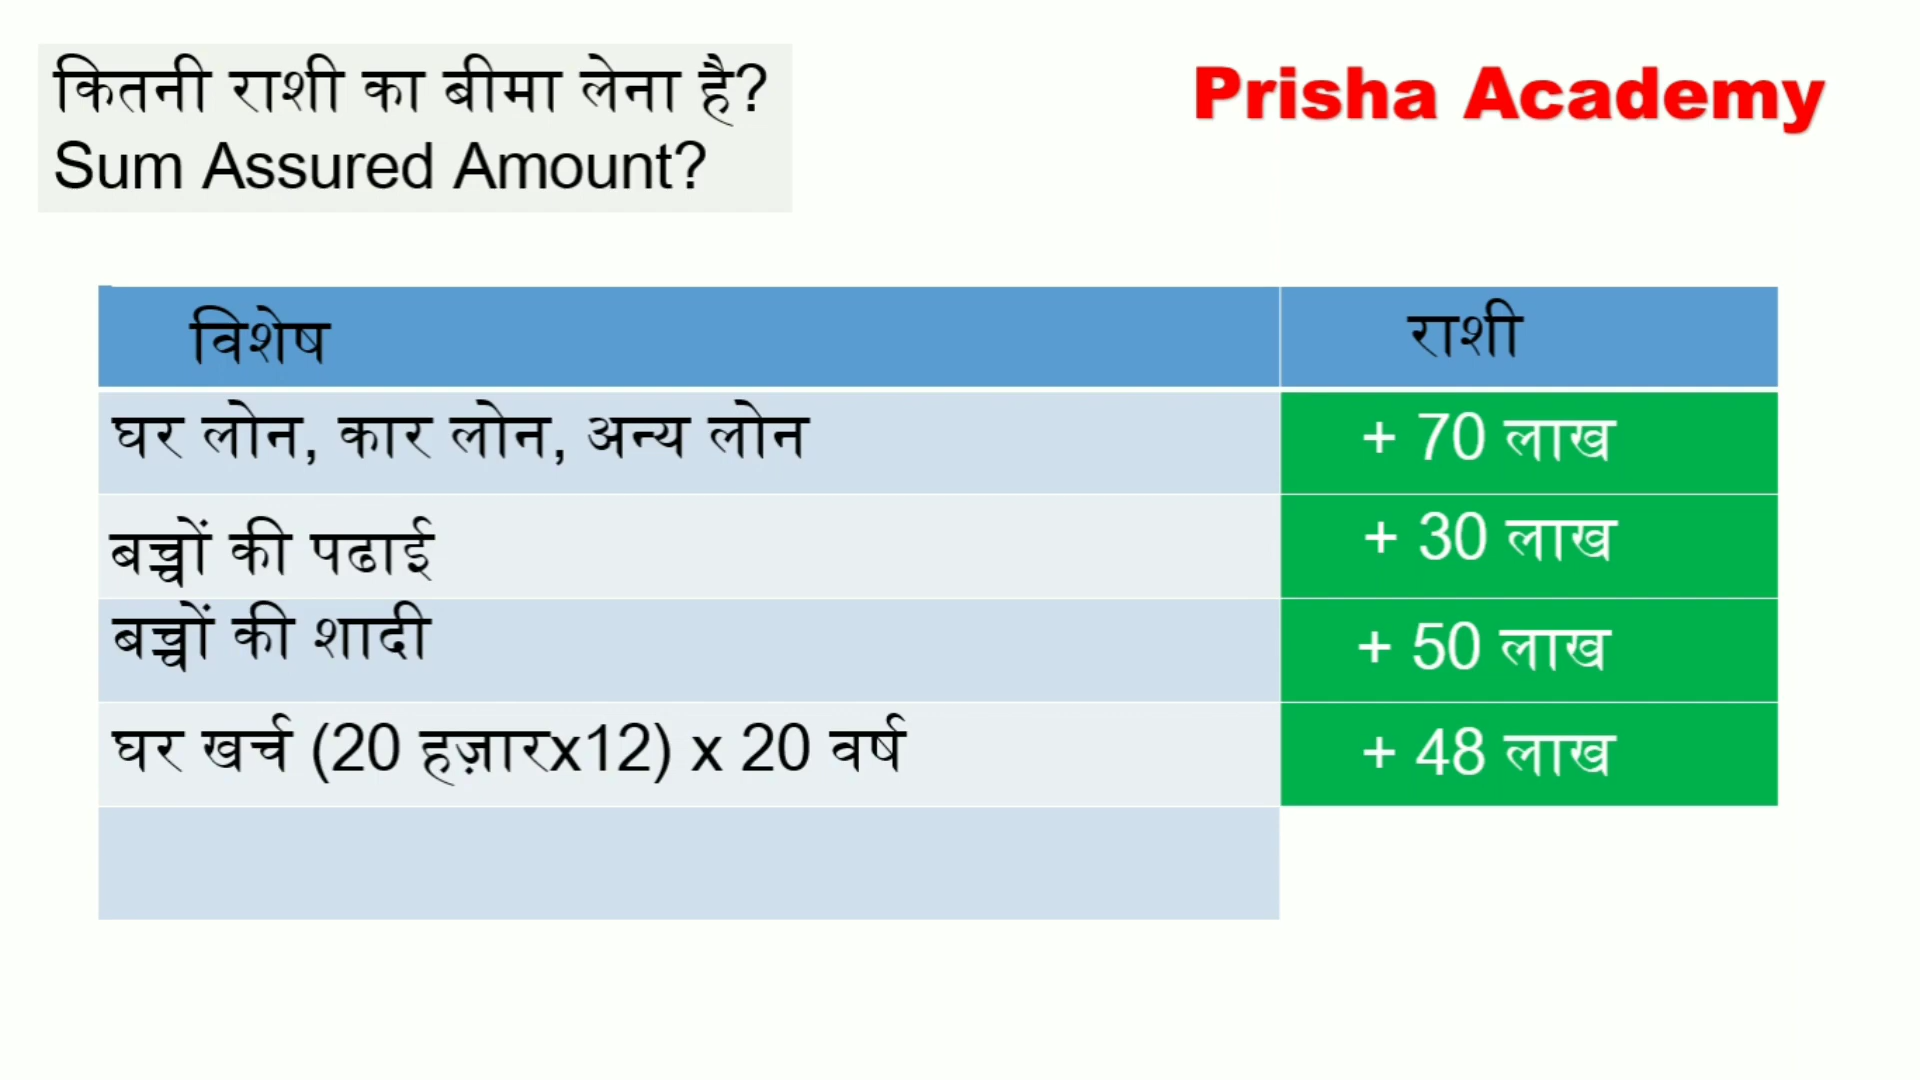 कितनी राशी का बीमा लेना है?
Sum Assured Amount?
Prisha Academy
विशेष राशी
घर लोन, कार लोन, अन्य लोन + 70 लाख
बच्चों की पढाई + 30 लाख
बच्चों की शादी + 50 लाख
घर खर्च (20 हज़ारx12) x 20 वर्ष + 48 लाख